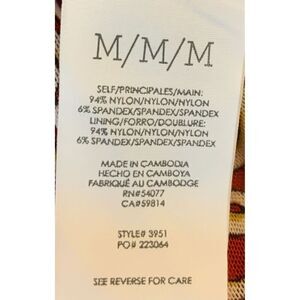 M/M/M
SELF/PRINCIPALES/MAIN:
94% NYLON/NYLON/NYLON
6% SPANDEX/SPANDEX/SPANDEX
LINING/FORRO/DOUBLURE:
94% NYLON/NYLON/NYLON
6% SPANDEX/SPANDEX/SPANDEX
MADE IN CAMBODIA
HECHO EN CAMBOYA
FABRIQUÉ AU CAMBODGE
RN#54077
CA#59814
STYLE# 3951
PO# 223064
SEE REVERSE FOR CARE